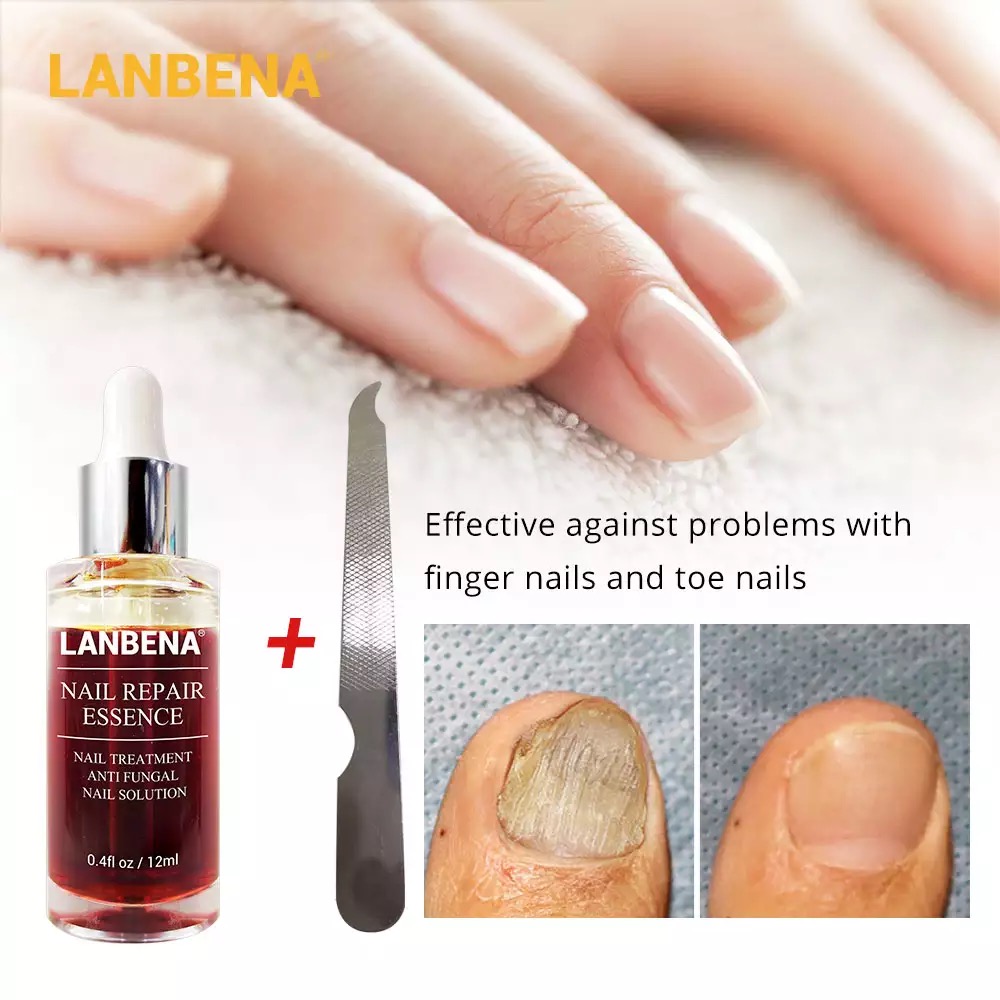 LANBENA
Effective against problems with
finger nails and toe nails
LANBENA®
NAIL REPAIR
ESSENCE
NAIL TREATMENT
ANTI FUNGAL
NAIL SOLUTION
0.4fl oz / 12ml